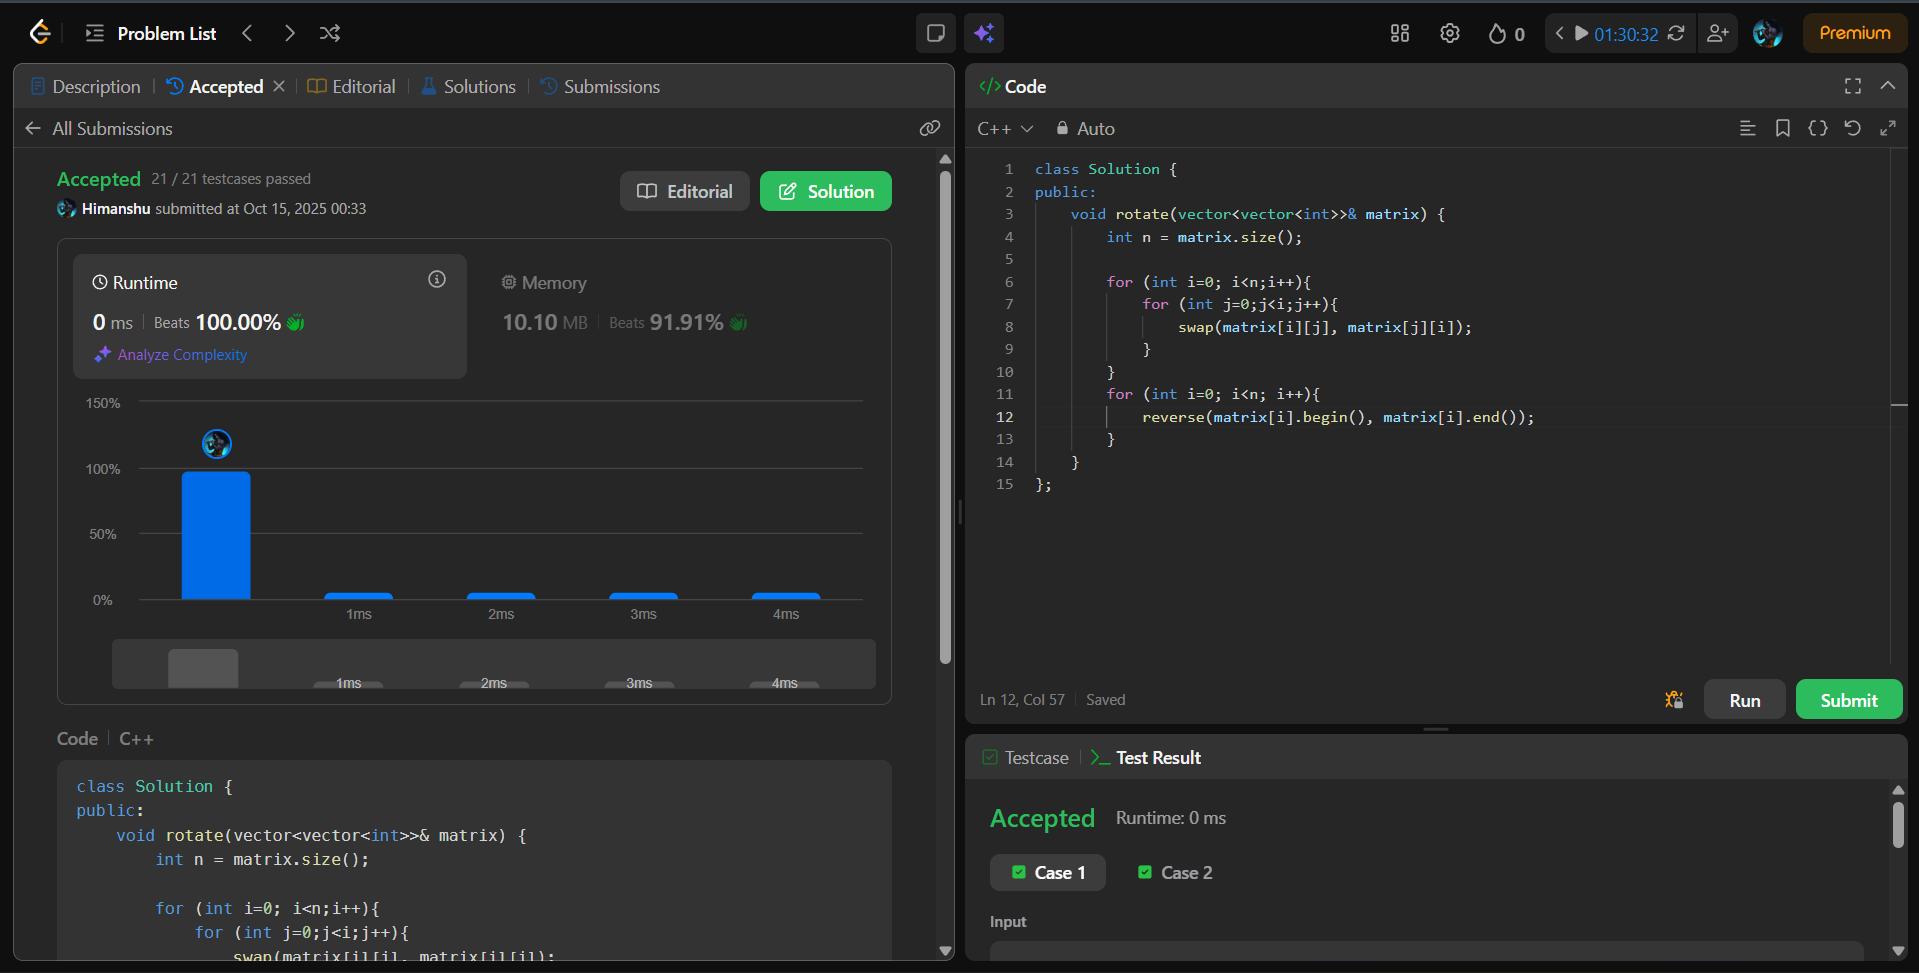 Problem List
0
01:30:32
Premium
Description
Accepted
Editorial
Solutions
Submissions
All Submissions
Accepted 21 / 21 testcases passed
Himanshu submitted at Oct 15, 2025 00:33
Editorial
Solution
Runtime
0 ms Beats 100.00%
Analyze Complexity
Memory
10.10 MB Beats 91.91%
150%
100%
50%
0%
1ms 2ms 3ms 4ms
1ms 2ms 3ms 4ms
Code C++
class Solution {
public:
    void rotate(vector<vector<int>>& matrix) {
        int n = matrix.size();
        for (int i=0; i<n;i++){
            for (int j=0;j<i;j++){
                swap(matrix[i][j], matrix[j][i]);
</> Code
C++ Auto
1 class Solution {
2 public:
3     void rotate(vector<vector<int>>& matrix) {
4         int n = matrix.size();
5
6         for (int i=0; i<n;i++){
7             for (int j=0;j<i;j++){
8                 swap(matrix[i][j], matrix[j][i]);
9             }
10         }
11         for (int i=0; i<n; i++){
12             reverse(matrix[i].begin(), matrix[i].end());
13         }
14     }
15 };
Ln 12, Col 57 Saved
Run
Submit
Testcase
Test Result
Accepted Runtime: 0 ms
Case 1
Case 2
Input